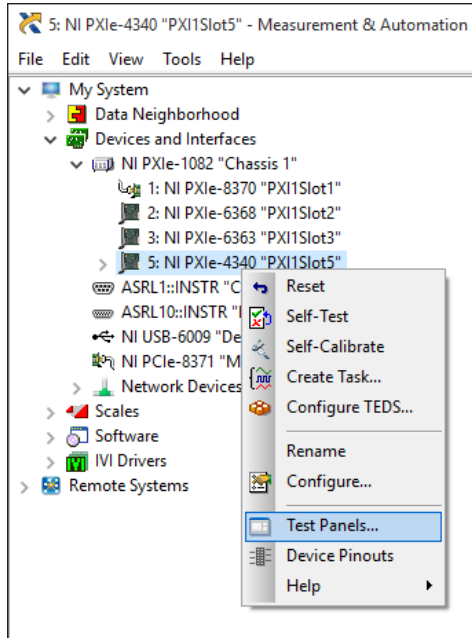 5: NI PXIe-4340 "PXI1Slot5" - Measurement & Automation
File Edit View Tools Help
My System
Data Neighborhood
Devices and Interfaces
NI PXIe-1082 "Chassis 1"
1: NI PXIe-8370 "PXI1Slot1"
2: NI PXIe-6368 "PXI1Slot2"
3: NI PXIe-6363 "PXI1Slot3"
5: NI PXIe-4340 "PXI1Slot5"
ASRL1::INSTR "C
ASRL10::INSTR "
NI USB-6009 "De
NI PCIe-8371 "M
Network Devices
Scales
Software
IVI Drivers
Remote Systems
Reset
Self-Test
Self-Calibrate
Create Task...
Configure TEDS...
Rename
Configure...
Test Panels...
Device Pinouts
Help